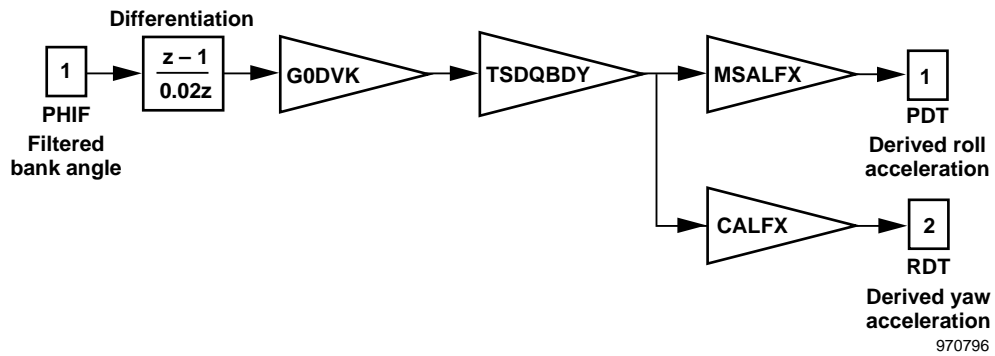 Differentiation
1
z – 1
0.02z
G0DVK
TSDQBDY
MSALFX
1
PHIF
Filtered
bank angle
PDT
Derived roll
acceleration
CALFX
2
RDT
Derived yaw
acceleration
970796